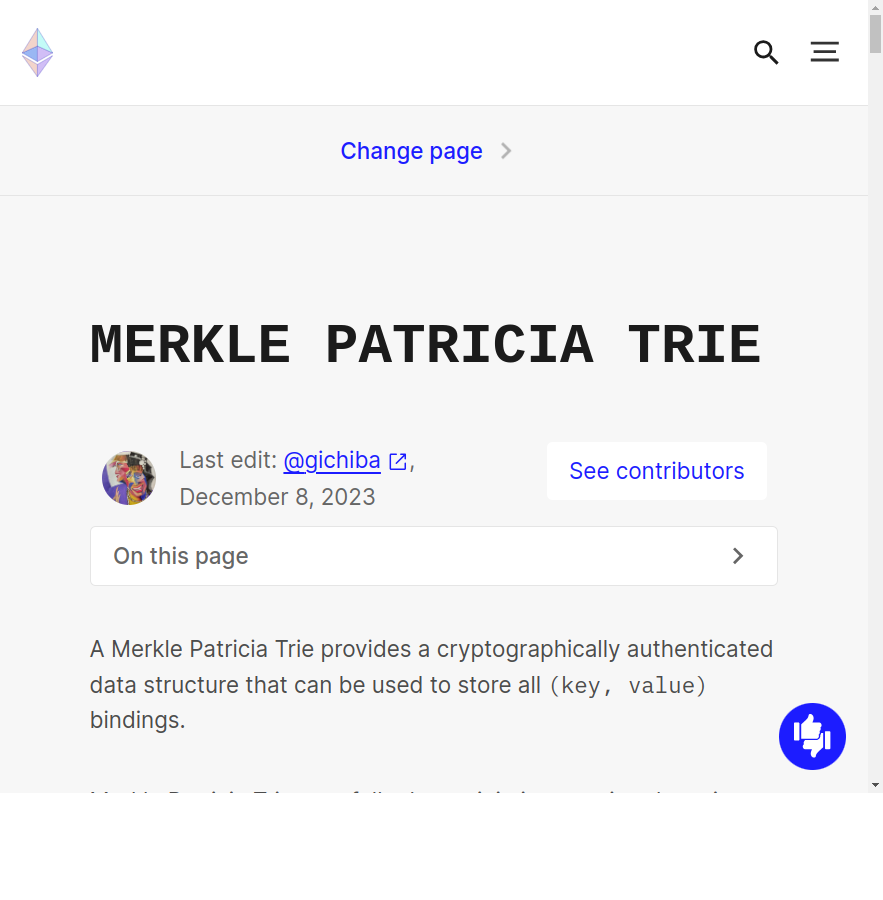 Change page
MERKLE PATRICIA TRIE
Last edit: @gichiba,
December 8, 2023
See contributors
On this page
A Merkle Patricia Trie provides a cryptographically authenticated
data structure that can be used to store all (key, value)
bindings.